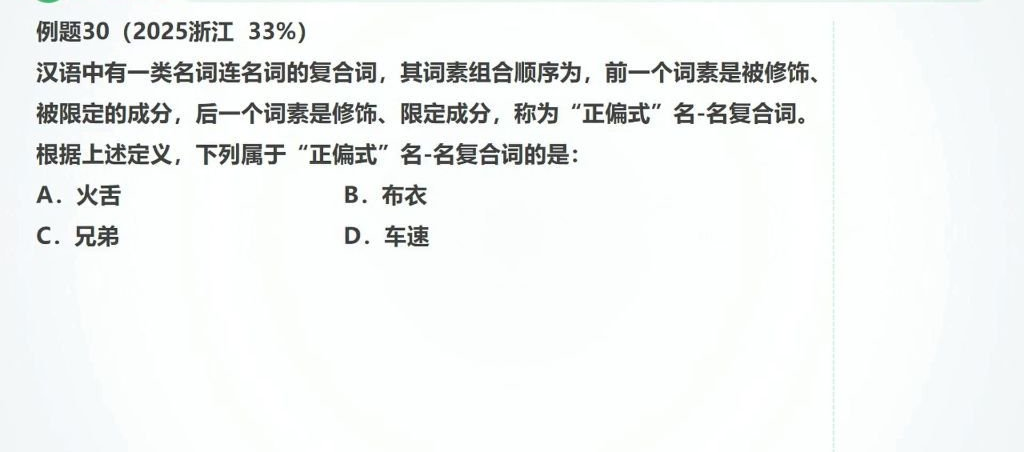 例题30（2025浙江 33%）
汉语中有一类名词连名词的复合词，其词素组合顺序为，前一个词素是被修饰、
被限定的成分，后一个词素是修饰、限定成分，称为“正偏式”名-名复合词。
根据上述定义，下列属于“正偏式”名-名复合词的是：
A．火舌 B．布衣
C．兄弟 D．车速